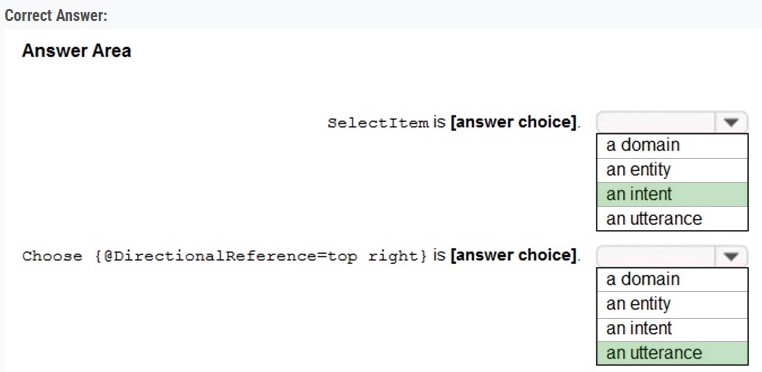 Correct Answer:
Answer Area
SelectItem is [answer choice].
a domain
an entity
an intent
an utterance
Choose {@DirectionalReference=top right} is [answer choice].
a domain
an entity
an intent
an utterance